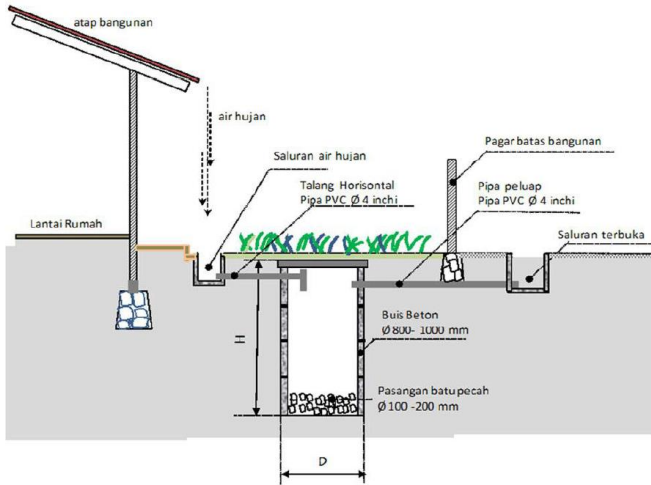 atap bangunan
air hujan
Saluran air hujan
Pagar batas bangunan
Talang Horisontal
Pipa PVC Ø 4 inchi
Pipa peluap
Pipa PVC Ø 4 inchi
Lantai Rumah
Saluran terbuka
H
Buis Beton
Ø 800- 1000 mm
Pasangan batu pecah
Ø 100 -200 mm
D